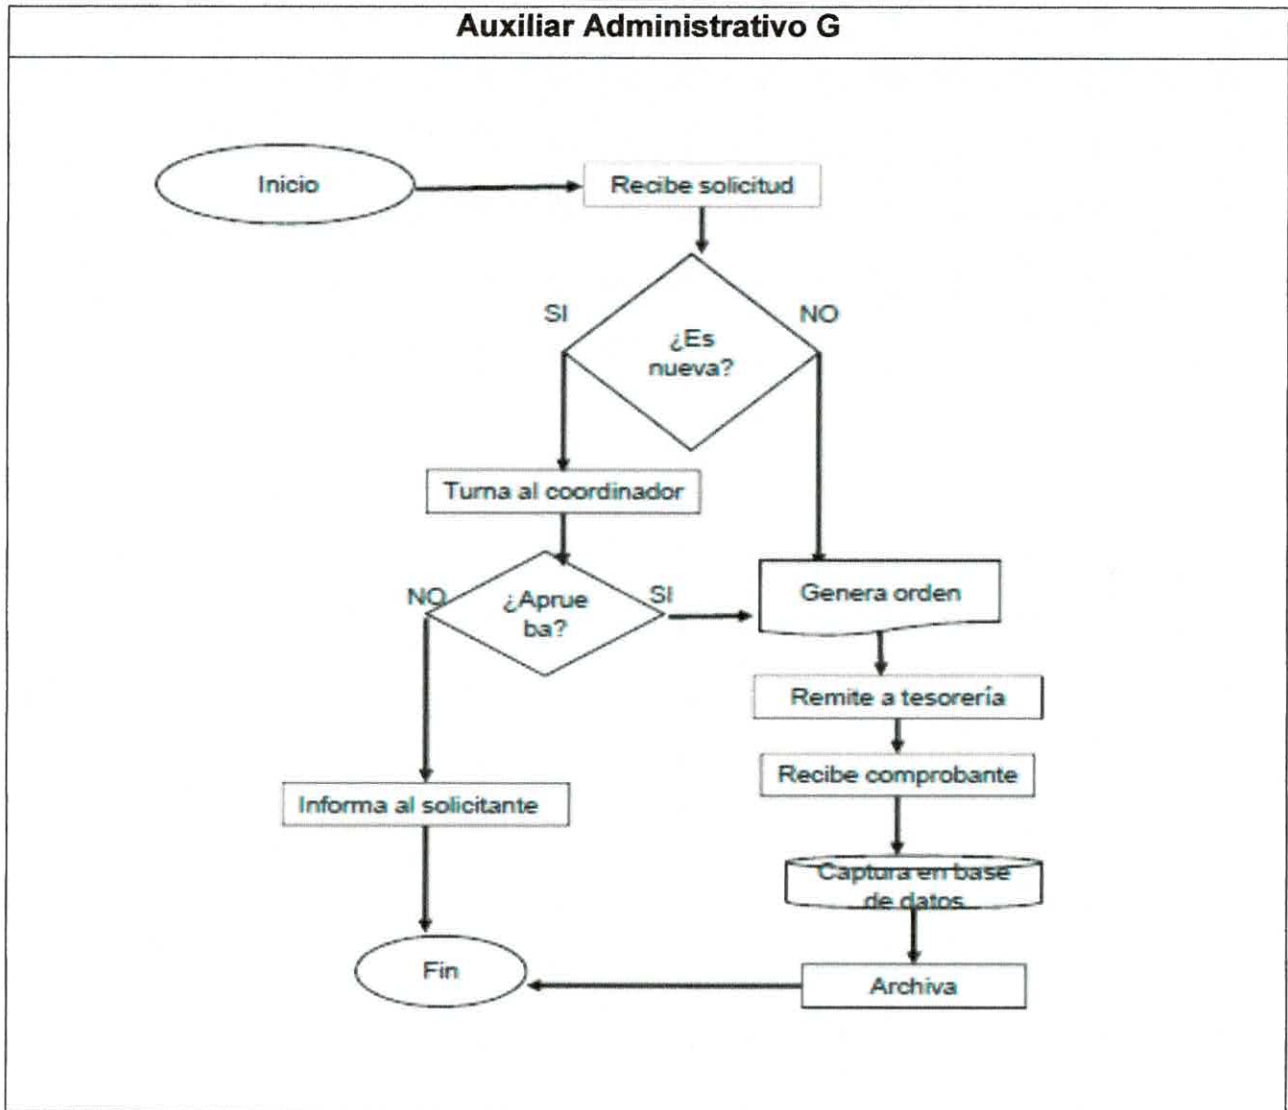 Auxiliar Administrativo G
Inicio
Recibe solicitud
SI
NO
¿Es
nueva?
Turna al coordinador
NO
¿Aprue
ba?
SI
Genera orden
Remite a tesorería
Recibe comprobante
Informa al solicitante
Captura en base
de datos
Fin
Archiva